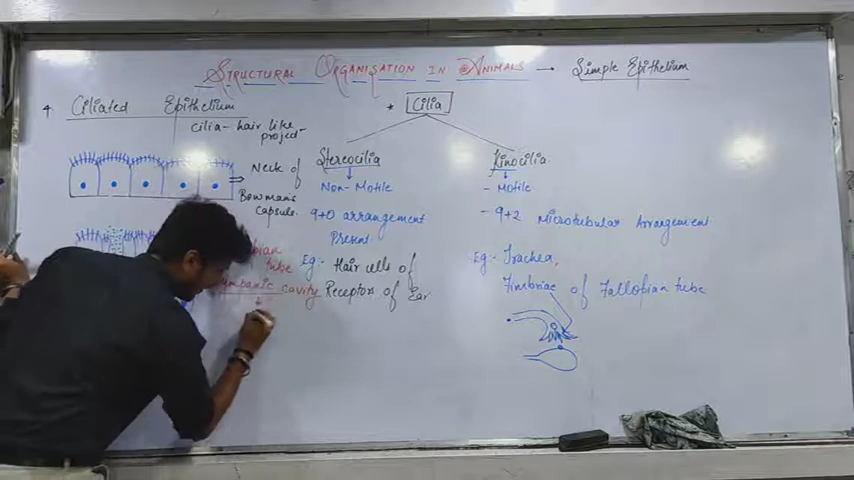 Structural Organisation in Animals → Simple Epithelium
* Ciliated Epithelium
cilia - hair like
project-
⇒ Neck of
Bowman's
capsule.
* Cilia
Stereocilia
Non-Motile
9+0 arrangement
Present
Eg:- Hair cells of
Receptors of Ear
Kinocilia
- Motile
- 9+2 Microtubular Arrangement
Eg:- Trachea,
Fimbriae of Fallopian tube
tube
cavity